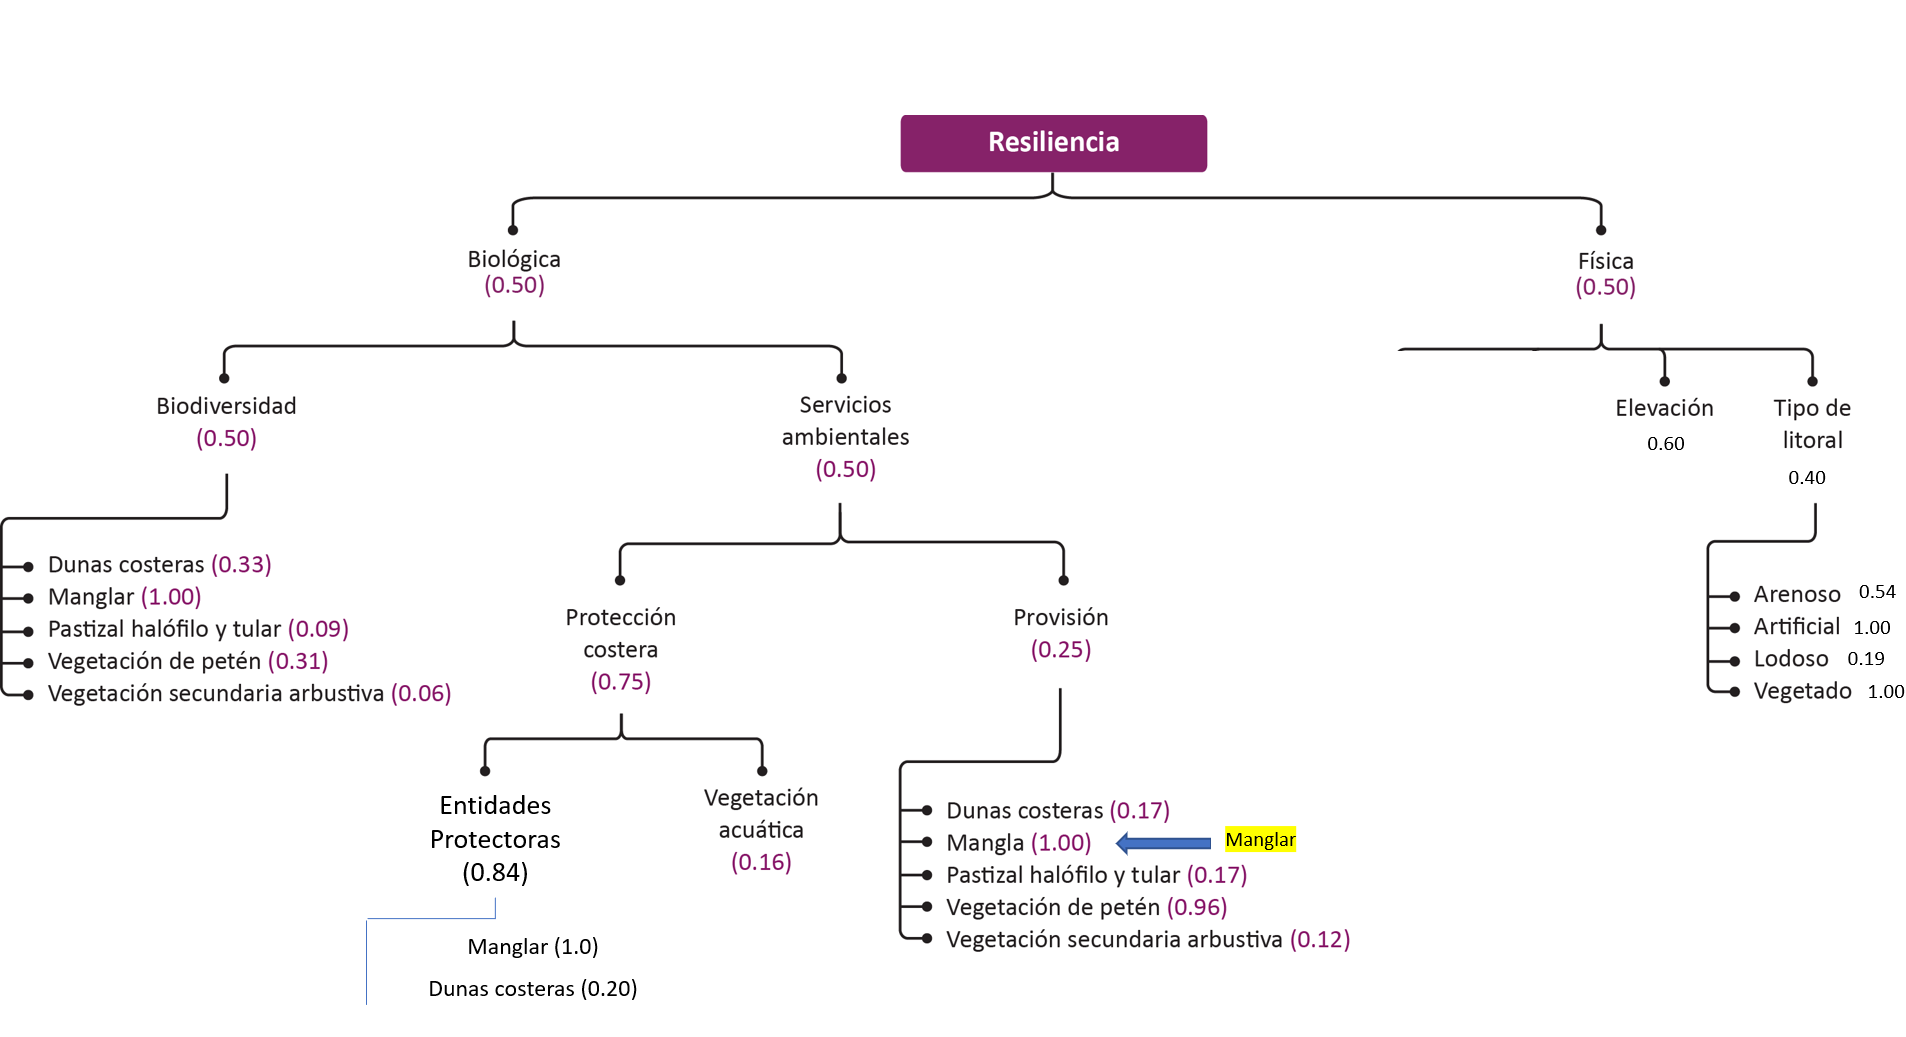 Resiliencia
Biológica
(0.50)
Física
(0.50)
Biodiversidad
(0.50)
Servicios
ambientales
(0.50)
Elevación
0.60
Tipo de
litoral
0.40
Dunas costeras (0.33)
Manglar (1.00)
Pastizal halófilo y tular (0.09)
Vegetación de petén (0.31)
Vegetación secundaria arbustiva (0.06)
Protección
costera
(0.75)
Provisión
(0.25)
Arenoso 0.54
Artificial 1.00
Lodoso 0.19
Vegetado 1.00
Entidades
Protectoras
(0.84)
Vegetación
acuática
(0.16)
Manglar (1.0)
Dunas costeras (0.20)
Dunas costeras (0.17)
Mangla (1.00) Manglar
Pastizal halófilo y tular (0.17)
Vegetación de petén (0.96)
Vegetación secundaria arbustiva (0.12)